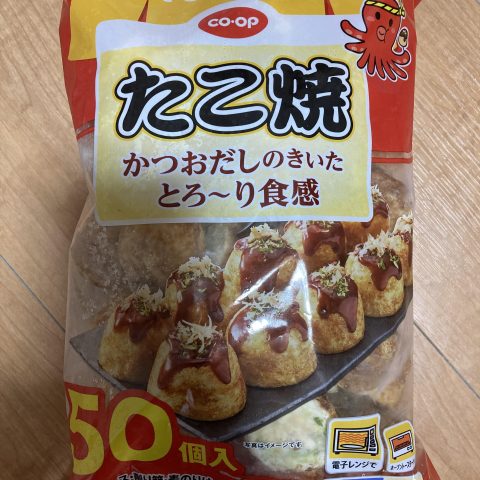 co·op
たこ焼
かつおだしのきいた
とろ～り食感
50個入
写真はイメージです。
電子レンジで